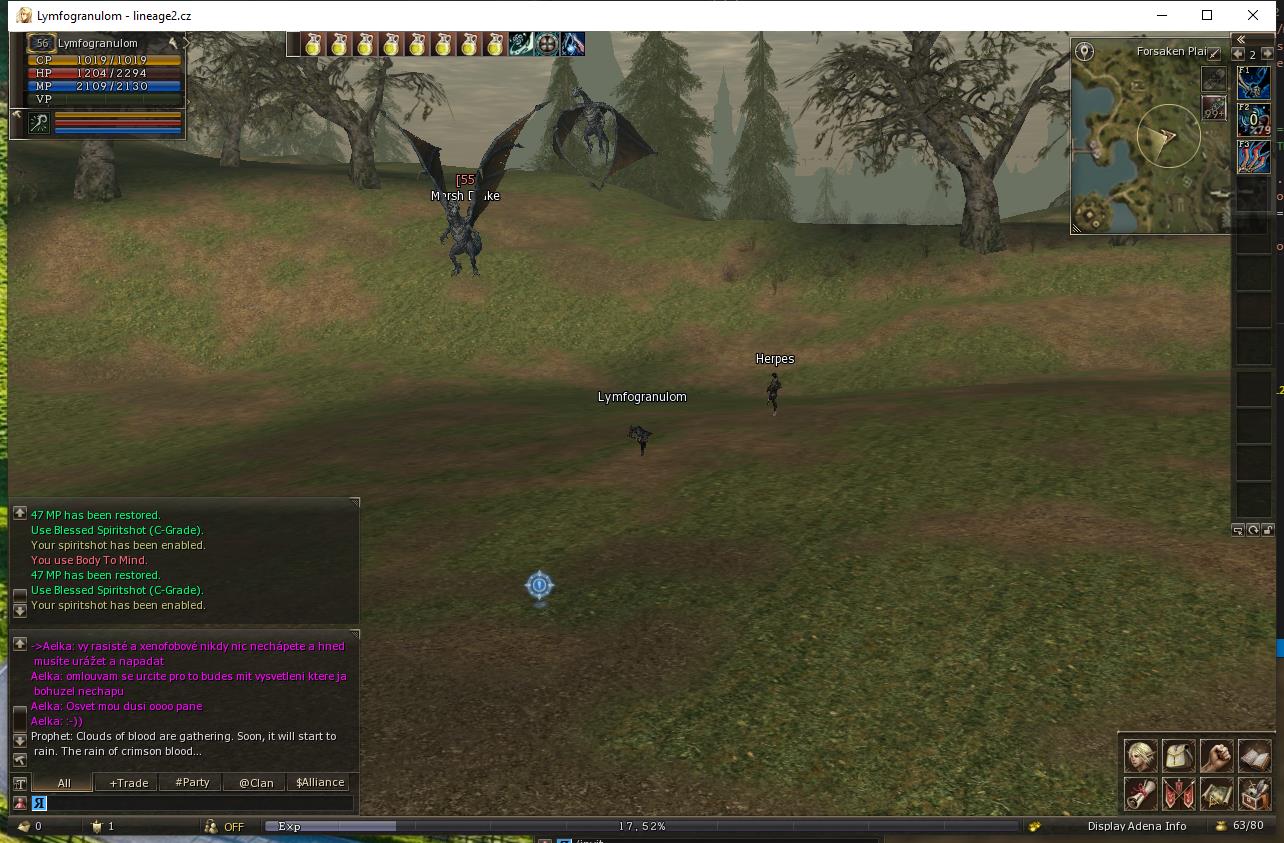 Lymfogranulom - lineage2.cz
56 Lymfogranulom
CP 1019/1019
HP 1204/2294
MP 2109/2130
VP
Forsaken Plai
2
99+
F1
F2
0
x79
F3
[55
Marsh D ke
Herpes
Lymfogranulom
47 MP has been restored.
Use Blessed Spiritshot (C-Grade).
Your spiritshot has been enabled.
You use Body To Mind.
47 MP has been restored.
Use Blessed Spiritshot (C-Grade).
Your spiritshot has been enabled.
->Aelka: vy rasisté a xenofobové nikdy nic nechápete a hned
musíte urážet a napadat
Aelka: omlouvam se urcite pro to budes mit vysvetleni ktere ja
bohuzel nechapu
Aelka: Osvet mou dusi oooo pane
Aelka: :-))
Prophet: Clouds of blood are gathering. Soon, it will start to
rain. The rain of crimson blood...
All +Trade #Party @Clan $Alliance
Я
0 1 OFF Exp 17,52% Display Adena Info 63/80